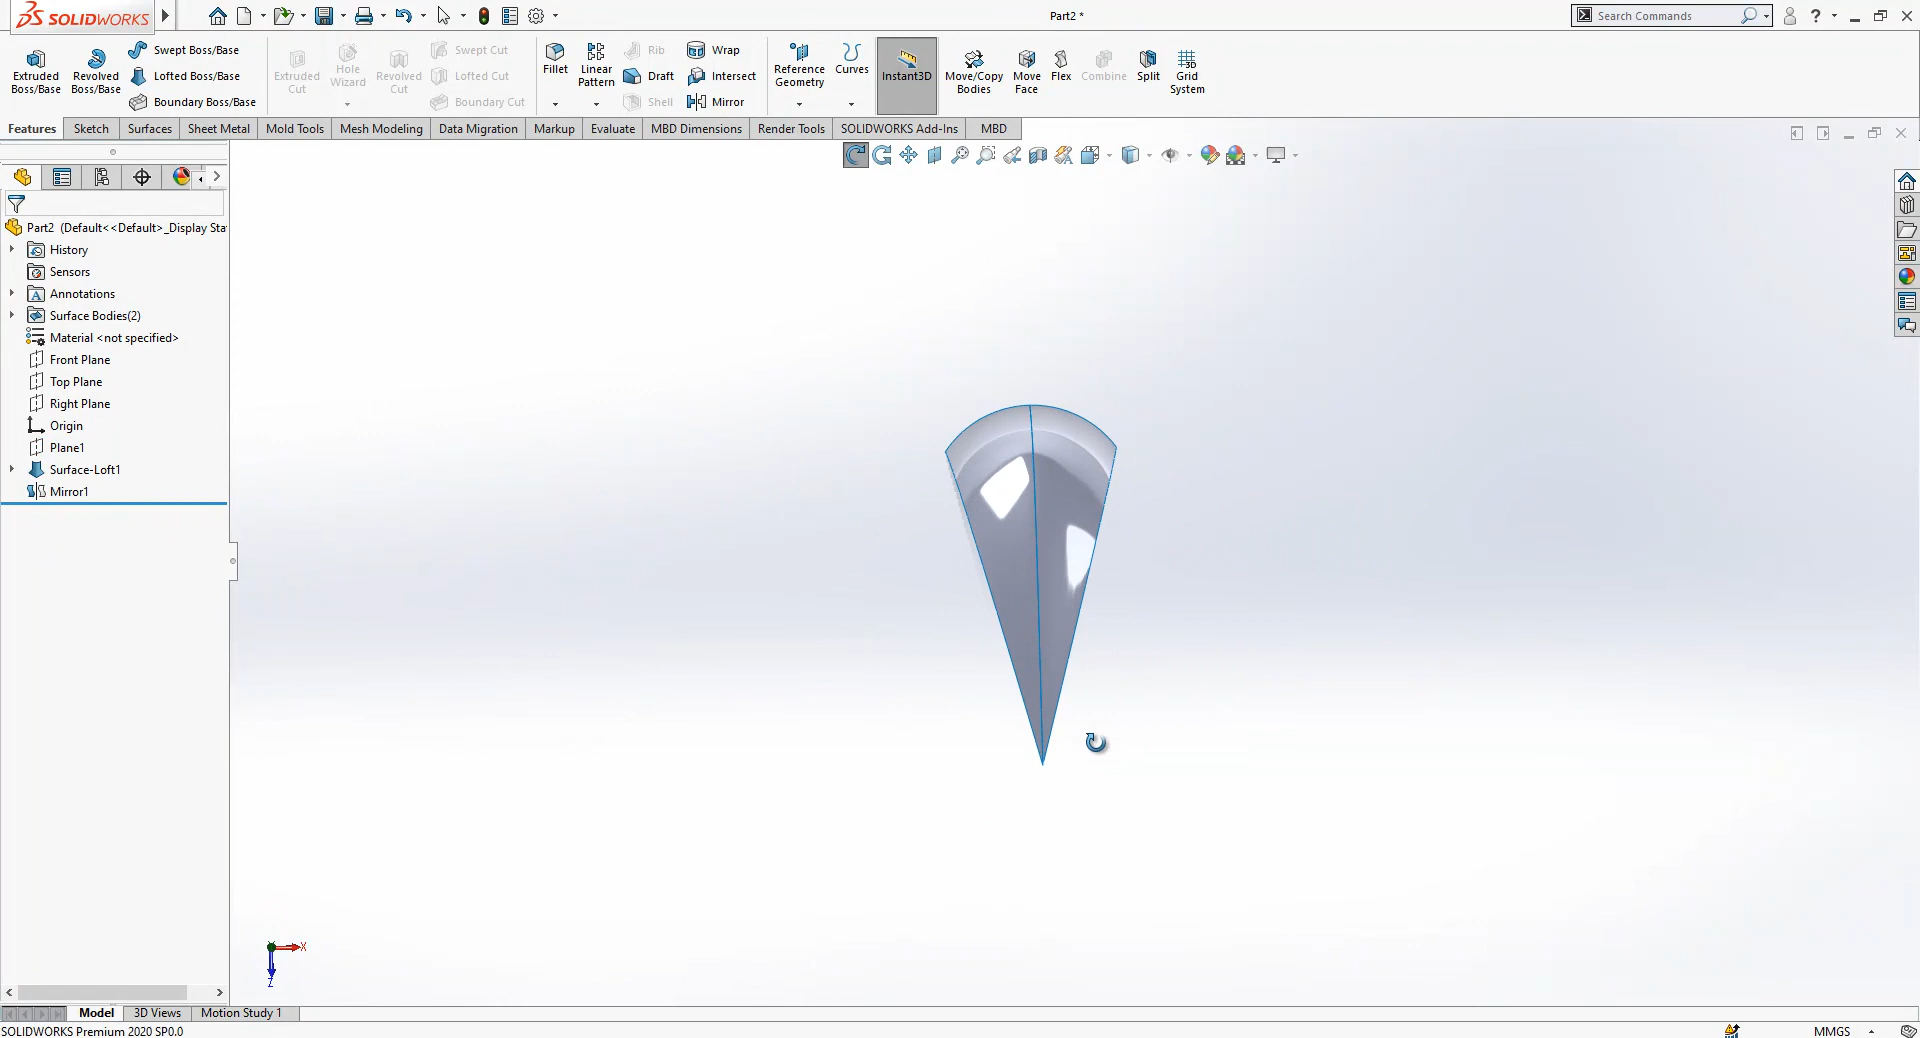 SOLIDWORKS
Part2 *
Search Commands
Extruded Boss/Base
Revolved Boss/Base
Swept Boss/Base
Lofted Boss/Base
Boundary Boss/Base
Extruded Cut
Hole Wizard
Revolved Cut
Swept Cut
Lofted Cut
Boundary Cut
Fillet
Linear Pattern
Rib
Draft
Shell
Wrap
Intersect
Mirror
Reference Geometry
Curves
Instant3D
Move/Copy Bodies
Move Face
Flex
Combine
Split
Grid System
Features
Sketch
Surfaces
Sheet Metal
Mold Tools
Mesh Modeling
Data Migration
Markup
Evaluate
MBD Dimensions
Render Tools
SOLIDWORKS Add-Ins
MBD
Part2 (Default<<Default>_Display Sta
History
Sensors
Annotations
Surface Bodies(2)
Material <not specified>
Front Plane
Top Plane
Right Plane
Origin
Plane1
Surface-Loft1
Mirror1
X
Z
Model
3D Views
Motion Study 1
SOLIDWORKS Premium 2020 SP0.0
MMGS